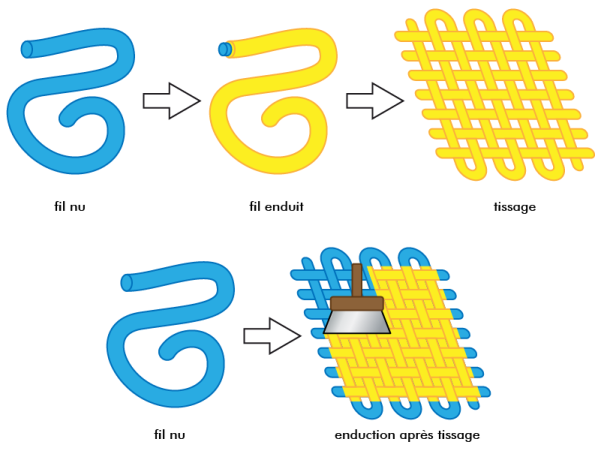 fil nu
fil enduit
tissage
fil nu
enduction après tissage